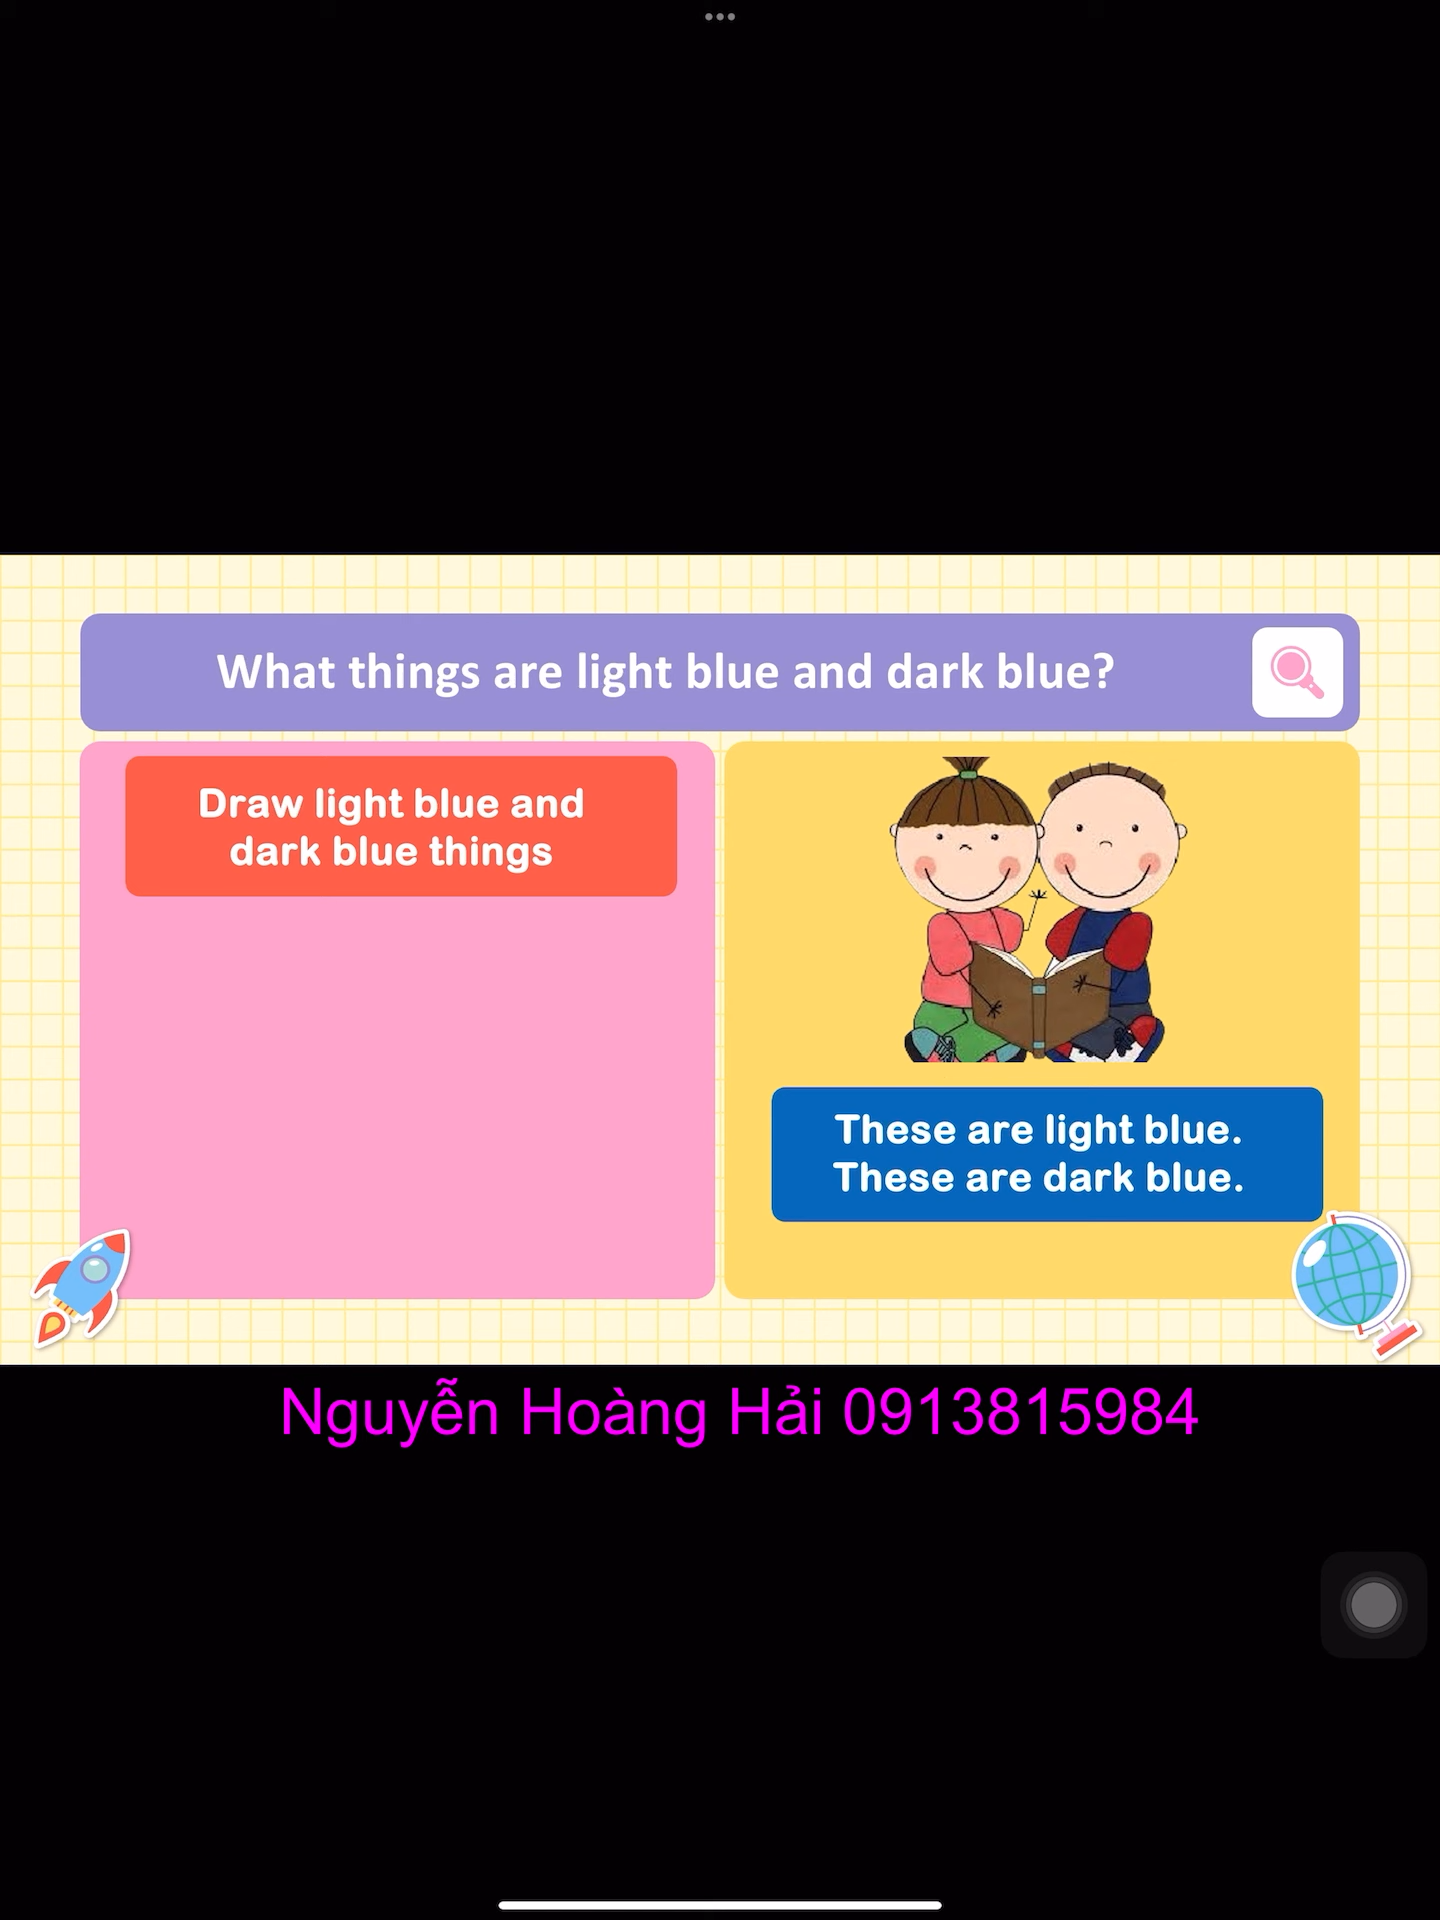 What things are light blue and dark blue?
Draw light blue and
dark blue things
These are light blue.
These are dark blue.
Nguyễn Hoàng Hải 0913815984